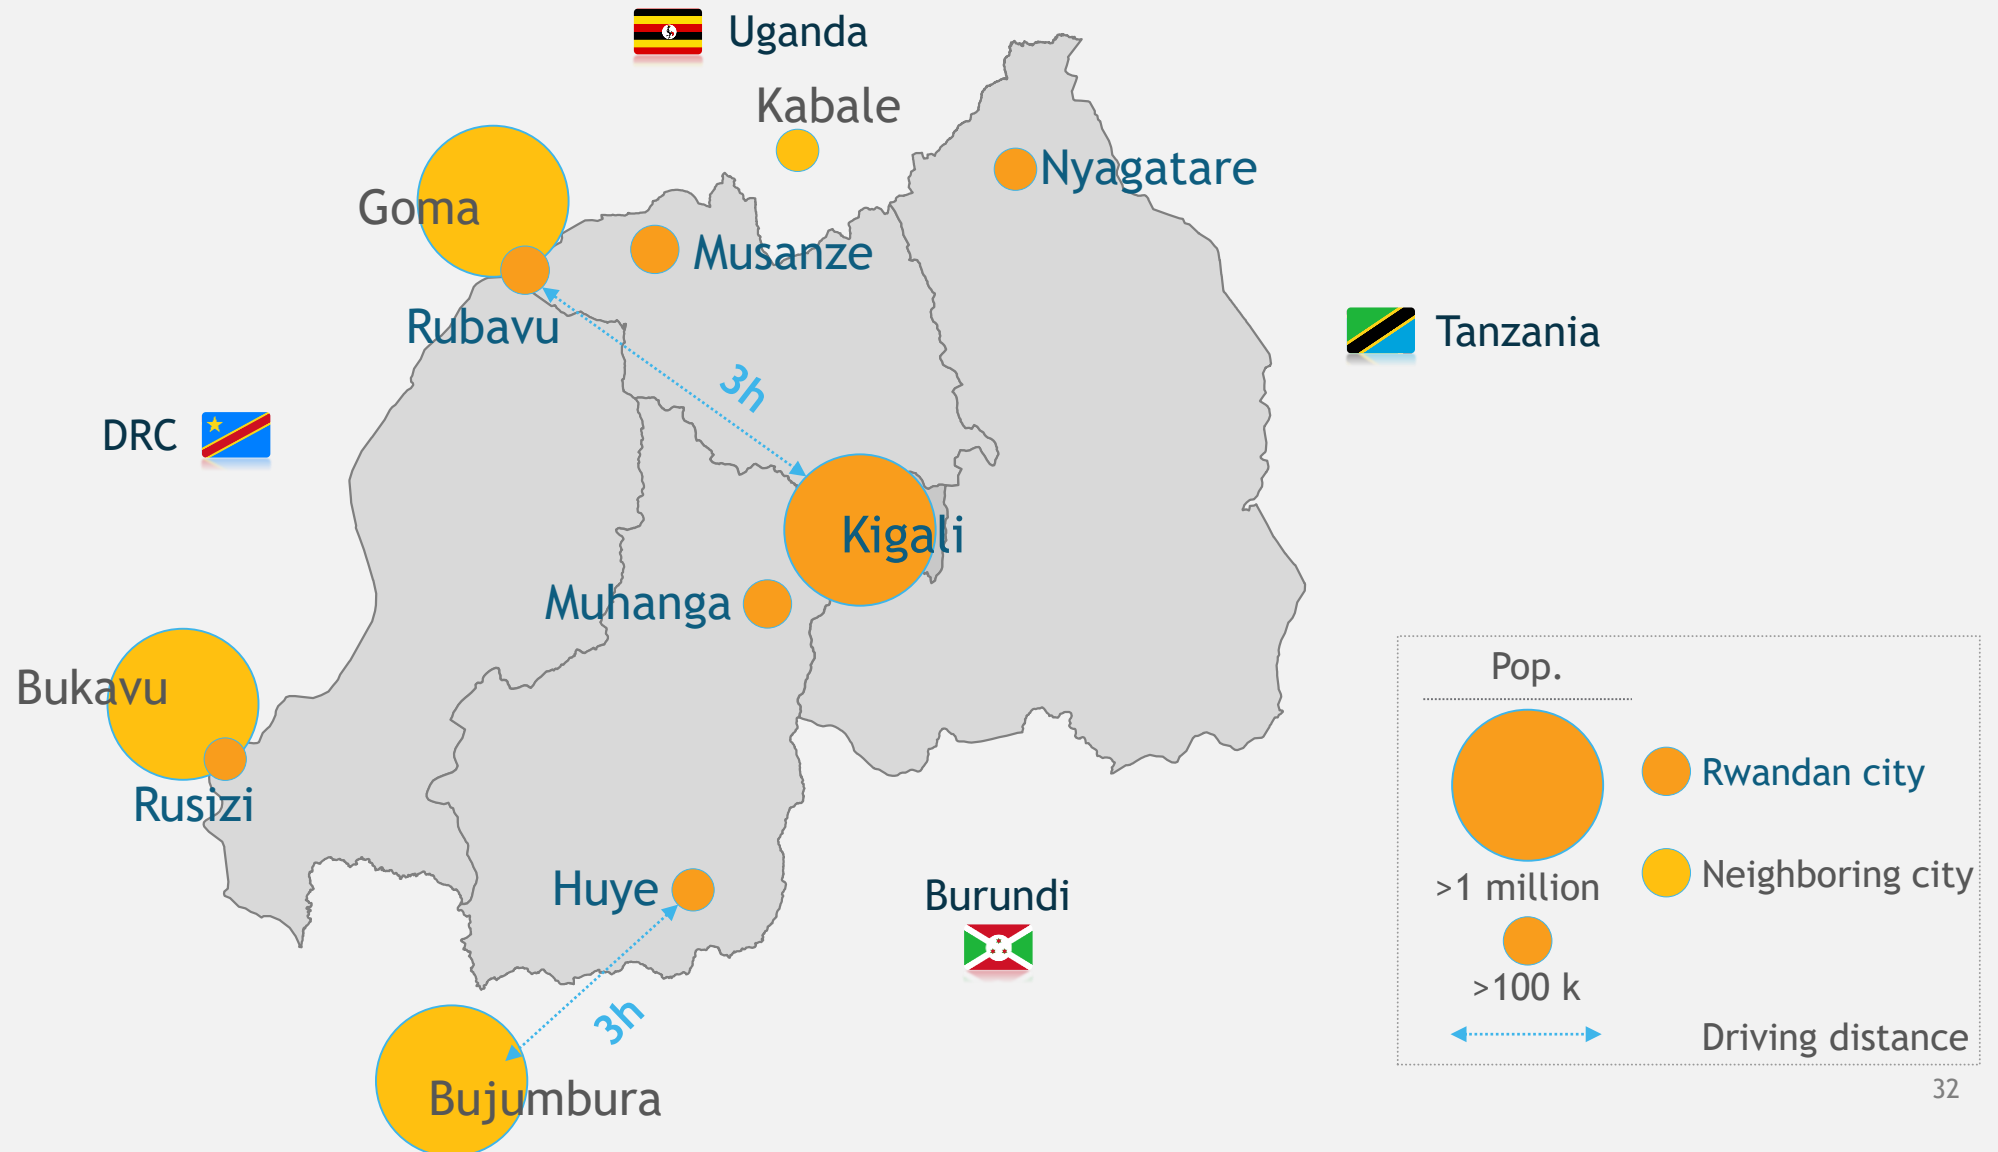 Uganda
Kabale
Nyagatare
Goma
Musanze
Rubavu
3h
Tanzania
DRC
Kigali
Muhanga
Bukavu
Rusizi
Huye
Burundi
3h
Bujumbura
Pop.
>1 million
>100 k
Rwandan city
Neighboring city
Driving distance
32